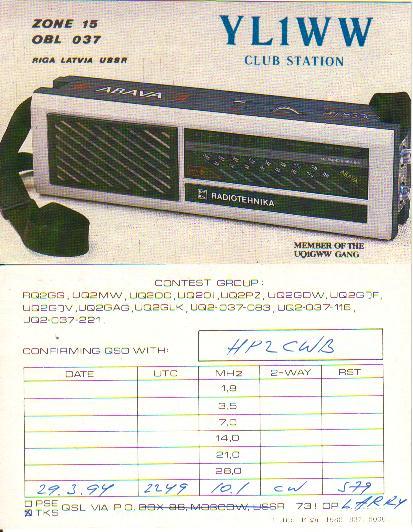 ZONE 15
OBL 037
RIGA LATVIA USSR
YL1WW
CLUB STATION
ABAVA
ABAVA
RADIOTEHNIKA
MEMBER OF THE
UQ1GWW GANG
CONTEST GROUP:
RQ2GG, UQ2MW, UQ2OC, UQ2OI, UQ2PZ, UQ2GDW, UQ2GDF,
UQ2GDV, UQ2GAG, UQ2GLK, UQ2-037-083, UQ2-037-116,
UQ2-037-221.
CONFIRMING QSO WITH: HP2CWB
DATE UTC MHz 2-WAY RST
1,8
3,5
7,0
14,0
21,0
28,0
29.3.94 2249 10.1 CW 579
PSE
TKS QSL VIA P.O. BOX 88, MOSCOW, USSR 73! OP LARRY